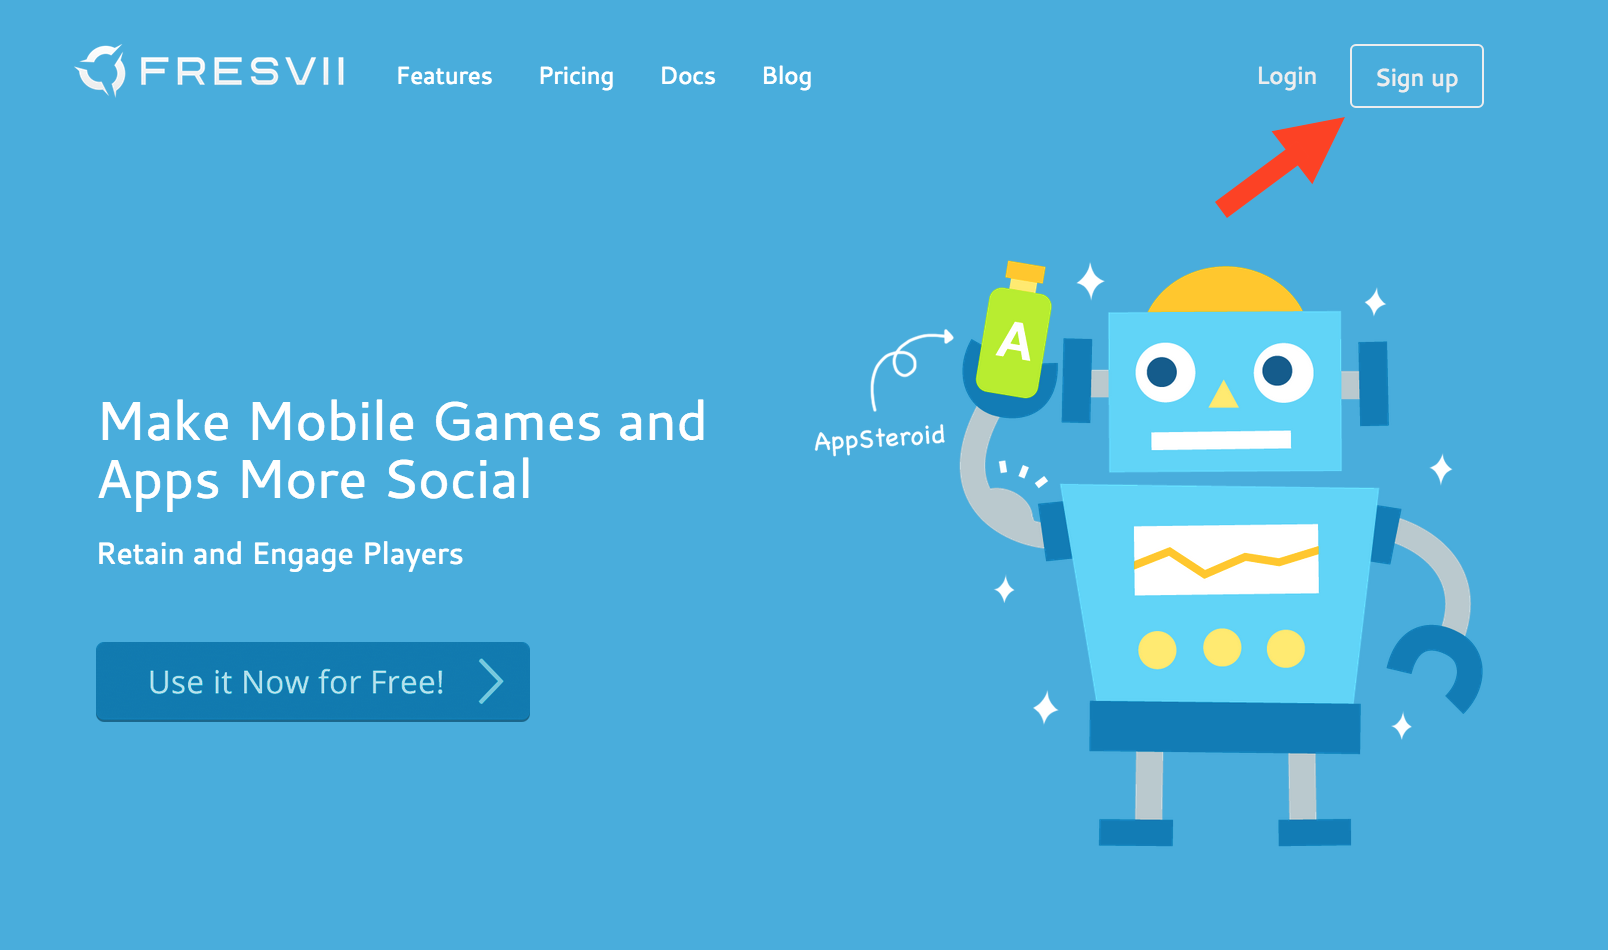 FRESVII
Features
Pricing
Docs
Blog
Login
Sign up
A
AppSteroid
Make Mobile Games and
Apps More Social
Retain and Engage Players
Use it Now for Free!